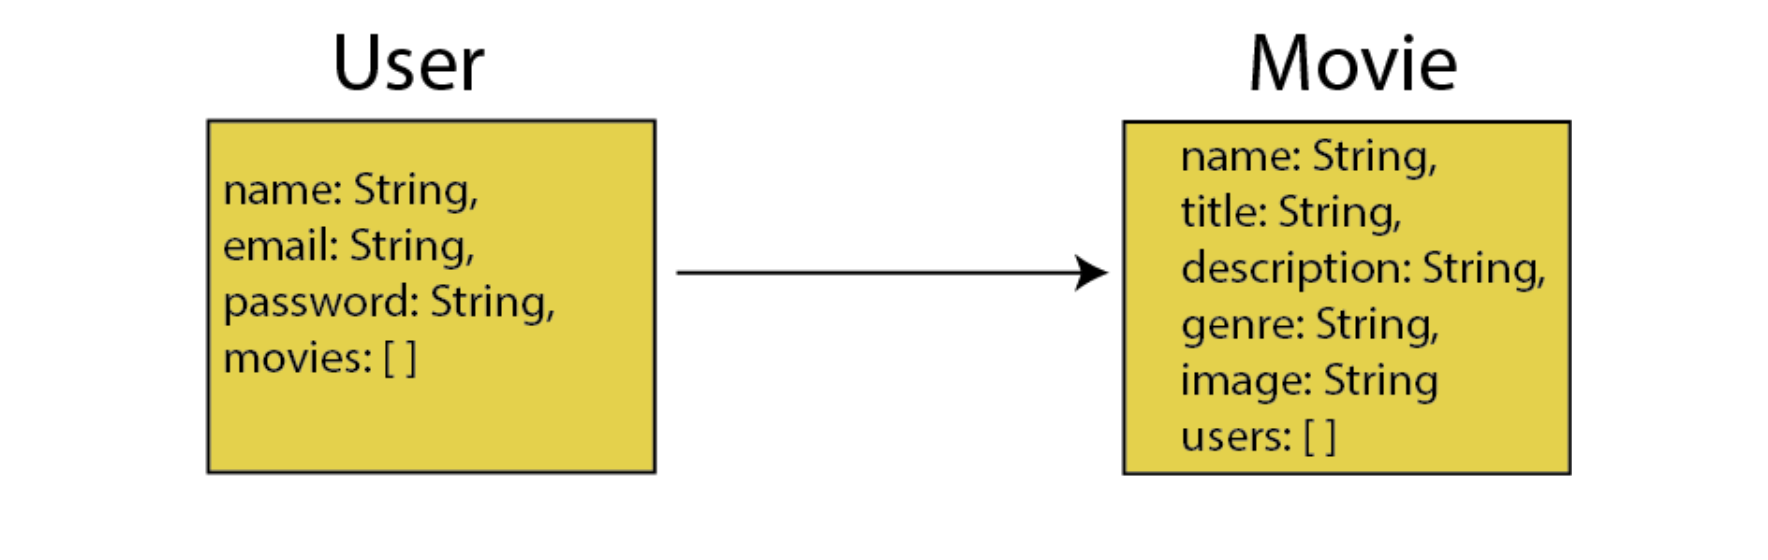 User
name: String,
email: String,
password: String,
movies: [ ]
Movie
name: String,
title: String,
description: String,
genre: String,
image: String
users: [ ]